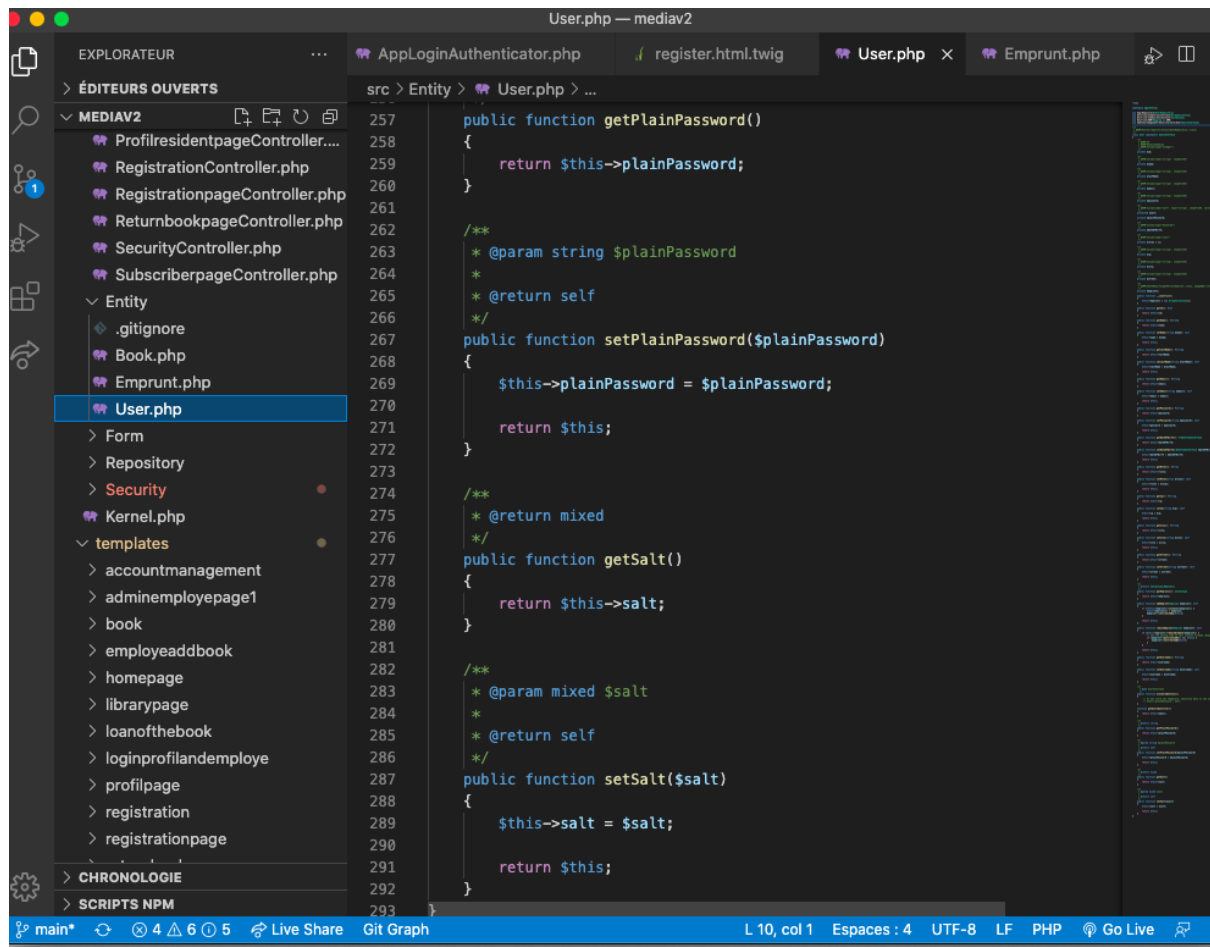 User.php — mediav2
EXPLORATEUR
AppLoginAuthenticator.php
register.html.twig
User.php
Emprunt.php
ÉDITEURS OUVERTS
src > Entity > User.php > ...
MEDIAV2
ProfilresidentpageController....
RegistrationController.php
RegistrationpageController.php
ReturnbookpageController.php
SecurityController.php
SubscriberpageController.php
Entity
.gitignore
Book.php
Emprunt.php
User.php
Form
Repository
Security
Kernel.php
templates
accountmanagement
adminemployepage1
book
employeaddbook
homepage
librarypage
loanofthebook
loginprofilandemploye
profilpage
registration
registrationpage
CHRONOLOGIE
SCRIPTS NPM
1
257 public function getPlainPassword()
258 {
259 return $this->plainPassword;
260 }
261
262 /**
263 * @param string $plainPassword
264 *
265 * @return self
266 */
267 public function setPlainPassword($plainPassword)
268 {
269 $this->plainPassword = $plainPassword;
270
271 return $this;
272 }
273
274 /**
275 * @return mixed
276 */
277 public function getSalt()
278 {
279 return $this->salt;
280 }
281
282 /**
283 * @param mixed $salt
284 *
285 * @return self
286 */
287 public function setSalt($salt)
288 {
289 $this->salt = $salt;
290
291 return $this;
292 }
293 }
main* 4 6 5 Live Share Git Graph L 10, col 1 Espaces : 4 UTF-8 LF PHP Go Live